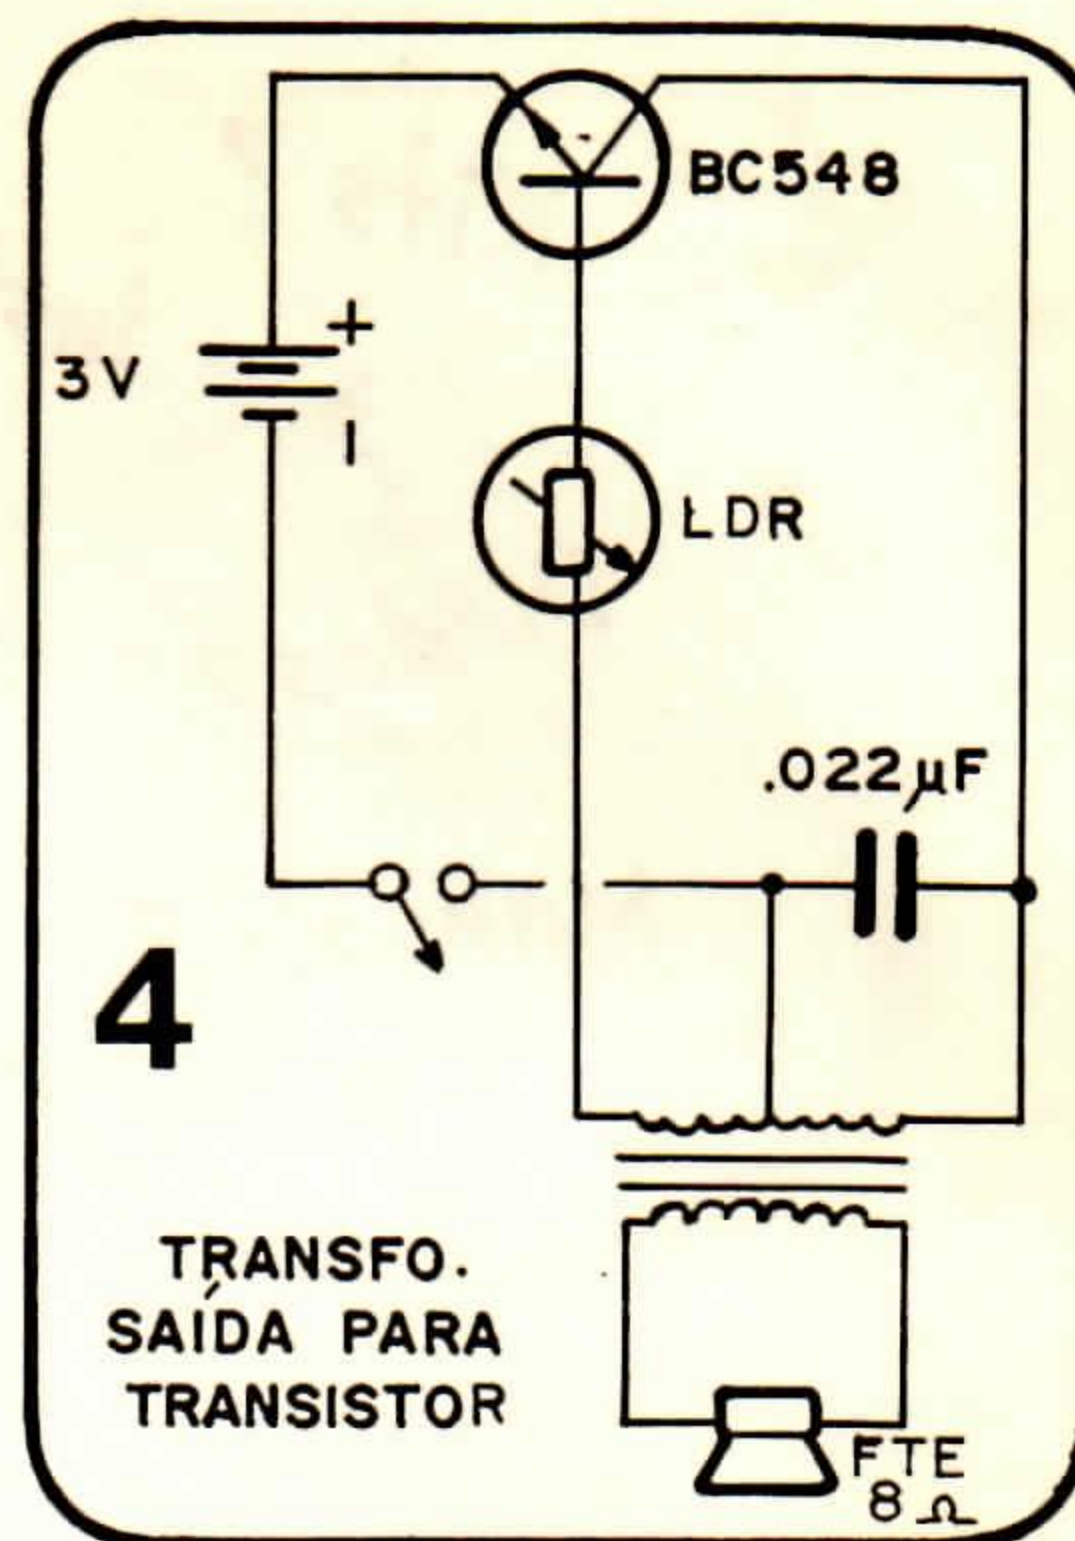 BC548
+
3V
-
LDR
.022µF
4
TRANSFO.
SAÍDA PARA
TRANSISTOR
FTE
8Ω